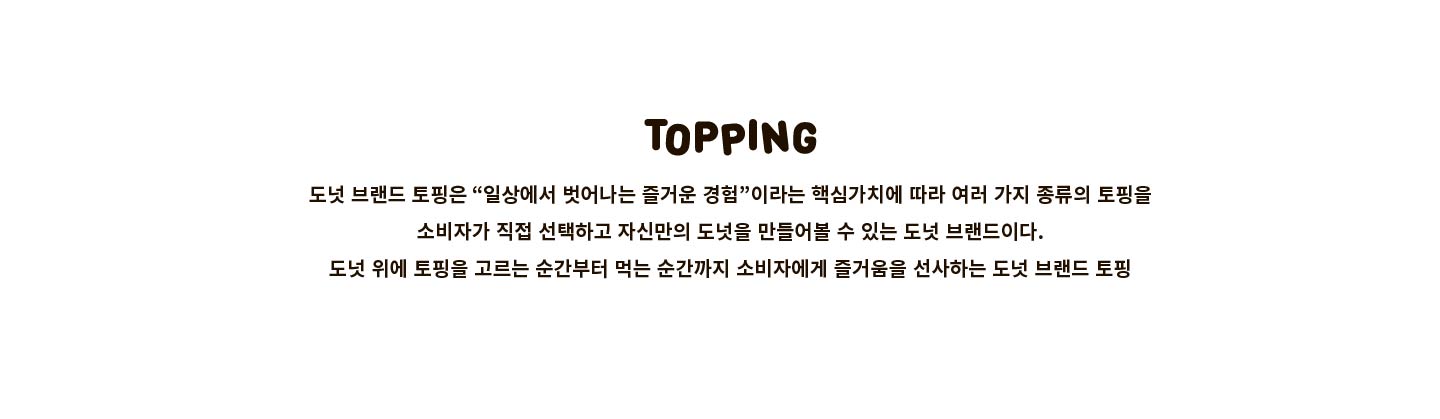 TOPPING
도넛 브랜드 토핑은 “일상에서 벗어나는 즐거운 경험”이라는 핵심가치에 따라 여러 가지 종류의 토핑을
소비자가 직접 선택하고 자신만의 도넛을 만들어볼 수 있는 도넛 브랜드이다.
도넛 위에 토핑을 고르는 순간부터 먹는 순간까지 소비자에게 즐거움을 선사하는 도넛 브랜드 토핑